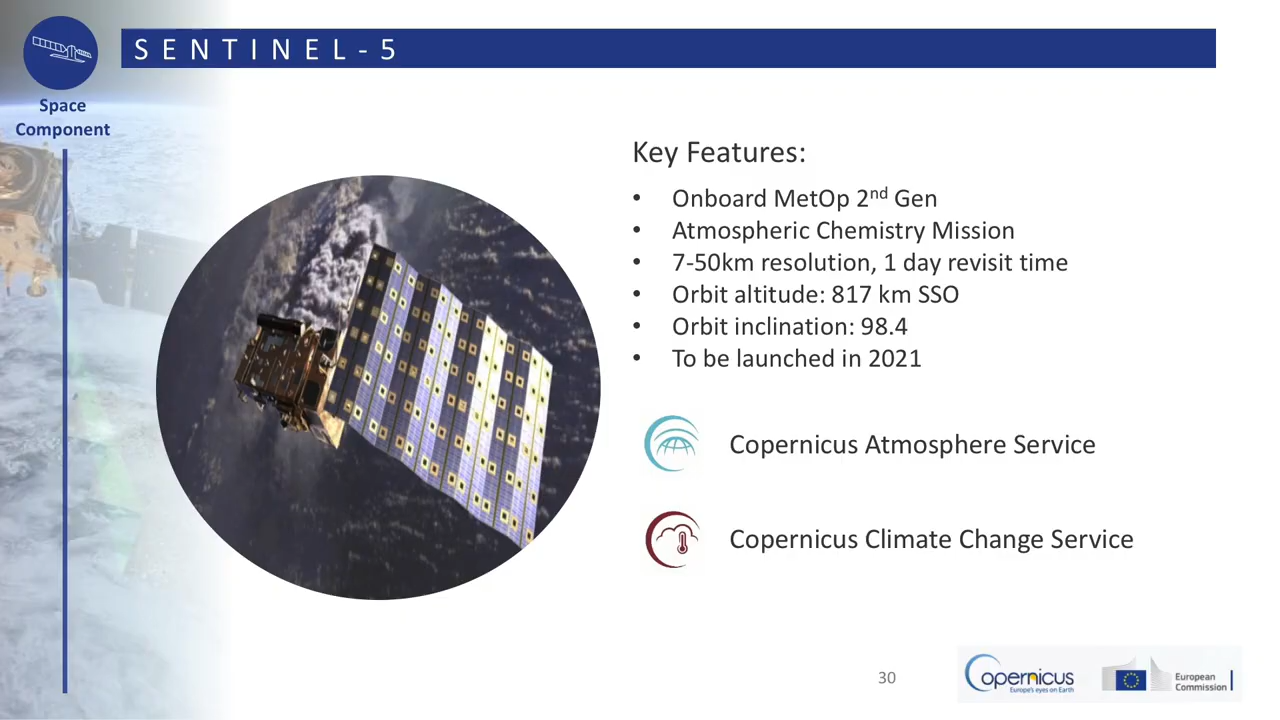 SENTINEL-5
Space
Component
Key Features:
• Onboard MetOp 2nd Gen
• Atmospheric Chemistry Mission
• 7-50km resolution, 1 day revisit time
• Orbit altitude: 817 km SSO
• Orbit inclination: 98.4
• To be launched in 2021
Copernicus Atmosphere Service
Copernicus Climate Change Service
30
Copernicus
Europe's eyes on Earth
European
Commission